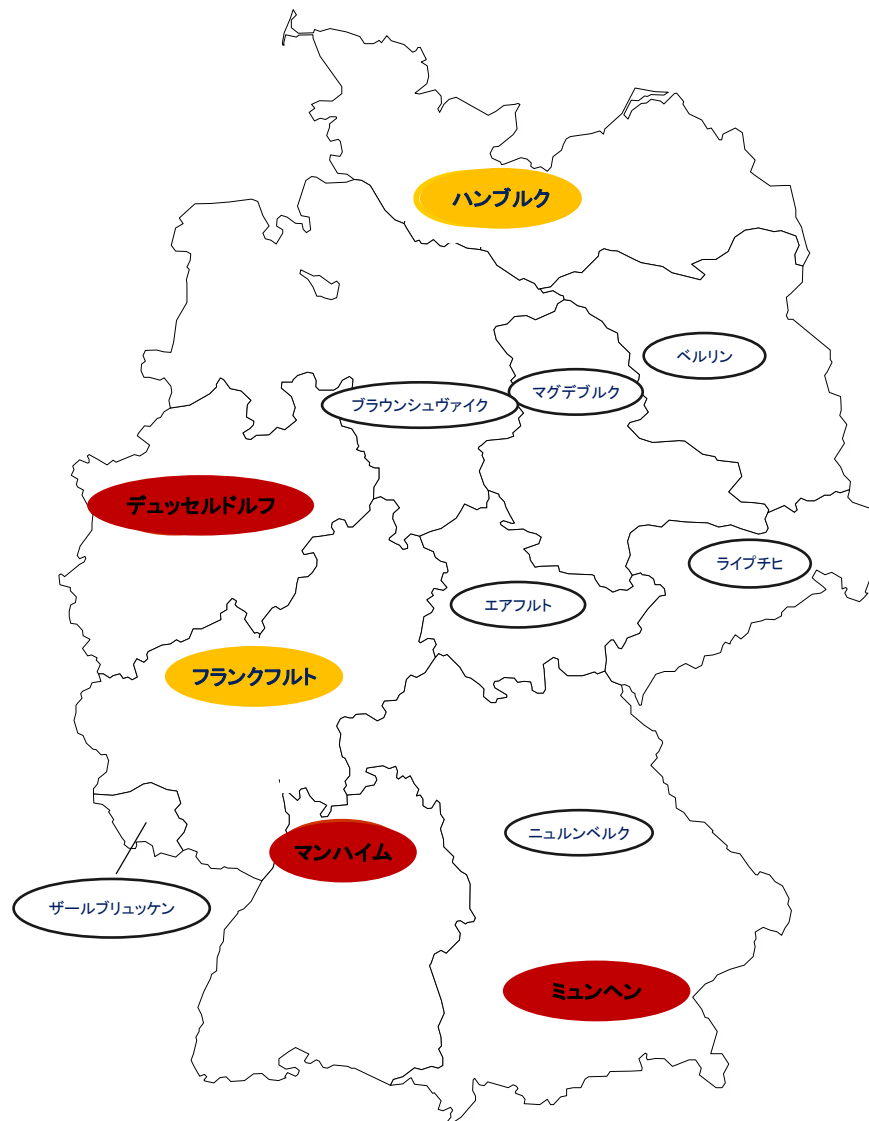 ハンブルク
ベルリン
マグデブルク
ブラウンシュヴァイク
デュッセルドルフ
ライプチヒ
エアフルト
フランクフルト
ニュルンベルク
マンハイム
ザールブリュッケン
ミュンヘン